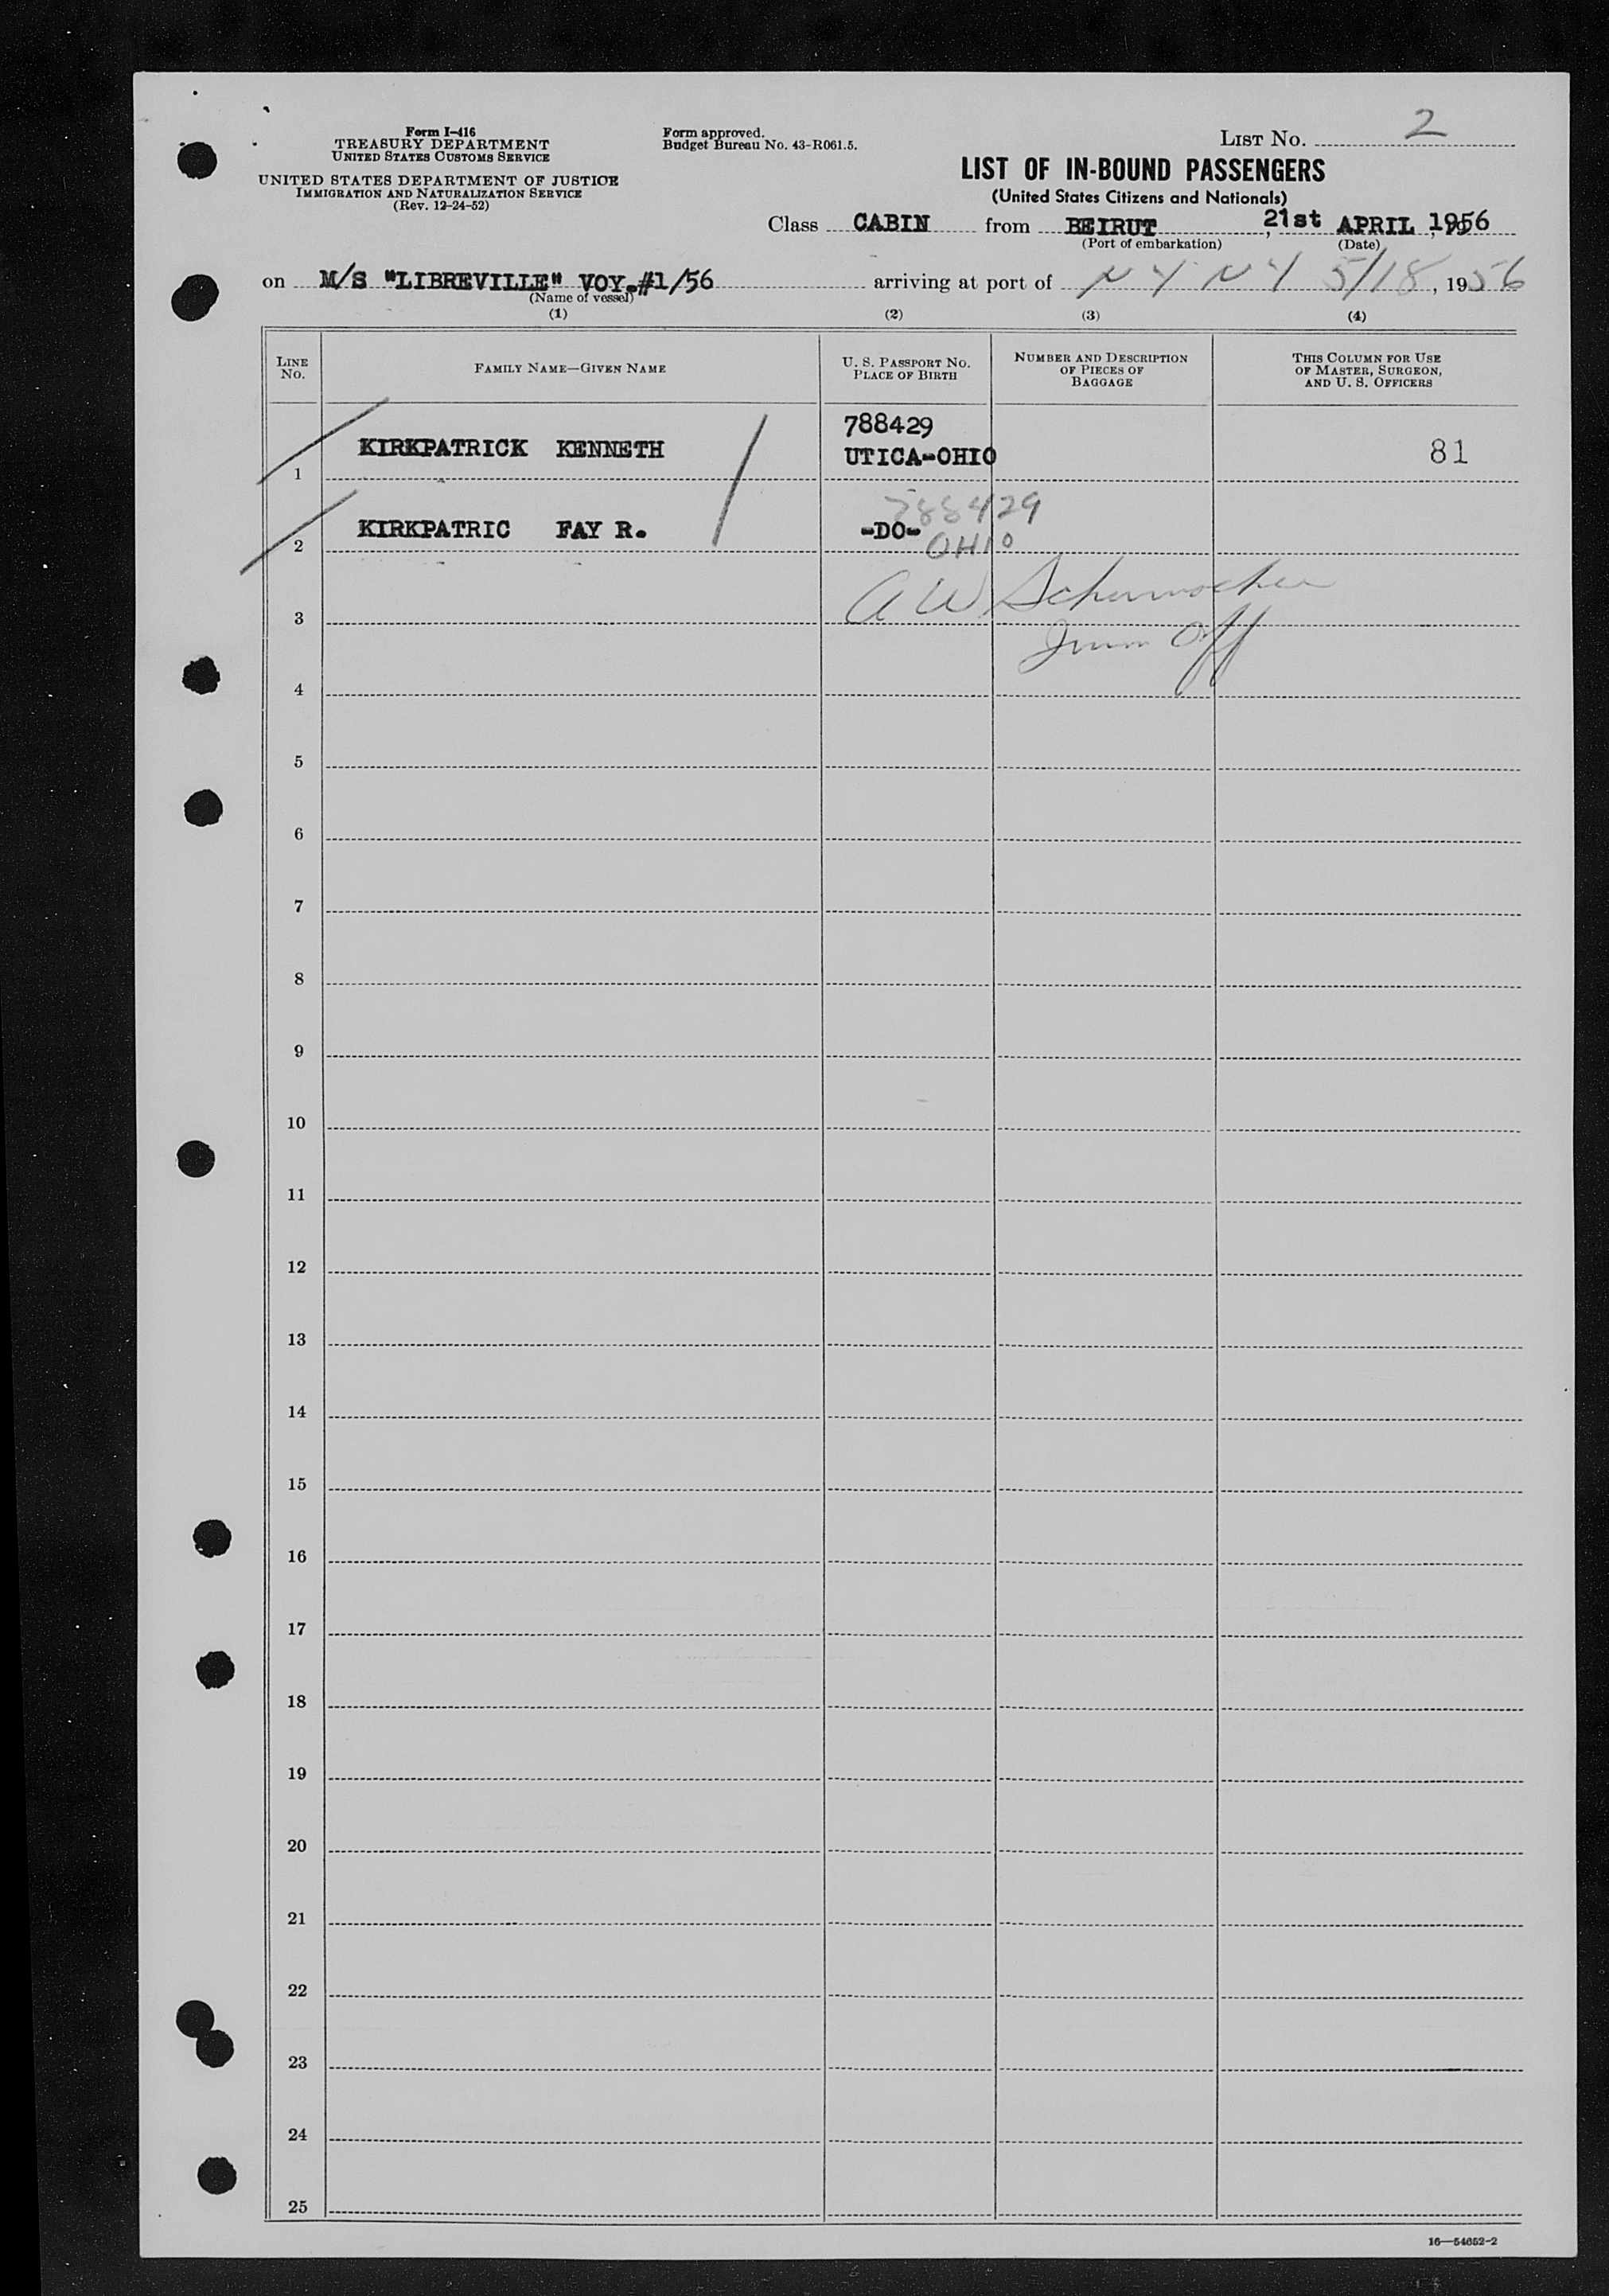 Form I-416
TREASURY DEPARTMENT
UNITED STATES CUSTOMS SERVICE
UNITED STATES DEPARTMENT OF JUSTICE
IMMIGRATION AND NATURALIZATION SERVICE
(Rev. 12-24-52)
Form approved.
Budget Bureau No. 43-R061.5.
LIST NO. 2
LIST OF IN-BOUND PASSENGERS
(United States Citizens and Nationals)
Class CABIN from BEIRUT, 21st APRIL, 1956
(Port of embarkation) (Date)
on M/S "LIBREVILLE" VOY.#1/56 arriving at port of N Y N Y 5/18, 1956
(Name of vessel)
(1) (2) (3) (4)
LINE NO. FAMILY NAME—GIVEN NAME U. S. PASSPORT NO. PLACE OF BIRTH NUMBER AND DESCRIPTION OF PIECES OF BAGGAGE THIS COLUMN FOR USE OF MASTER, SURGEON, AND U. S. OFFICERS
788429
1 KIRKPATRICK KENNETH UTICA-OHIO 81
788429
2 KIRKPATRIC FAY R. -DO-
OHIO
A W Schumacher
3
Imm Off
4
5
6
7
8
9
10
11
12
13
14
15
16
17
18
19
20
21
22
23
24
25
16—54652-2